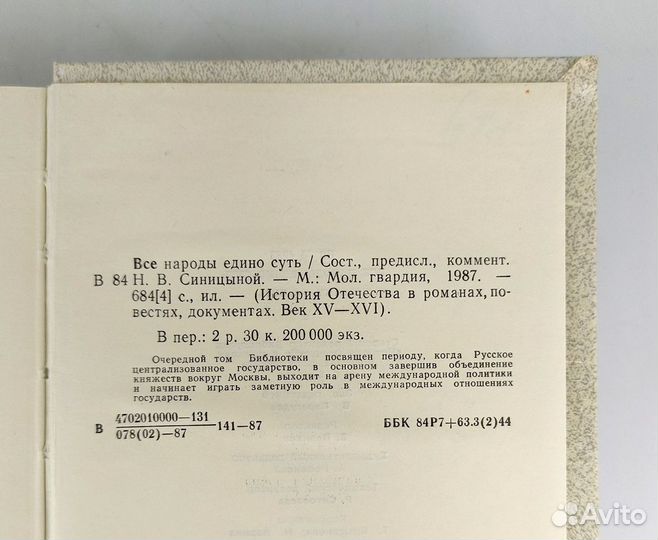 Все народы едино суть / Сост., предисл., коммент.
В 84 Н. В. Синицыной. — М.: Мол. гвардия, 1987. —
684[4] с., ил. — (История Отечества в романах, по-
вестях, документах. Век XV—XVI).
В пер.: 2 р. 30 к. 200 000 экз.
Очередной том Библиотеки посвящен периоду, когда Русское
централизованное государство, в основном завершив объединение
княжеств вокруг Москвы, выходит на арену международной политики
и начинает играть заметную роль в международных отношениях
государств.
4702010000—131
В 078(02)—87 141—87
ББК 84Р7+63.3(2)44
Avito